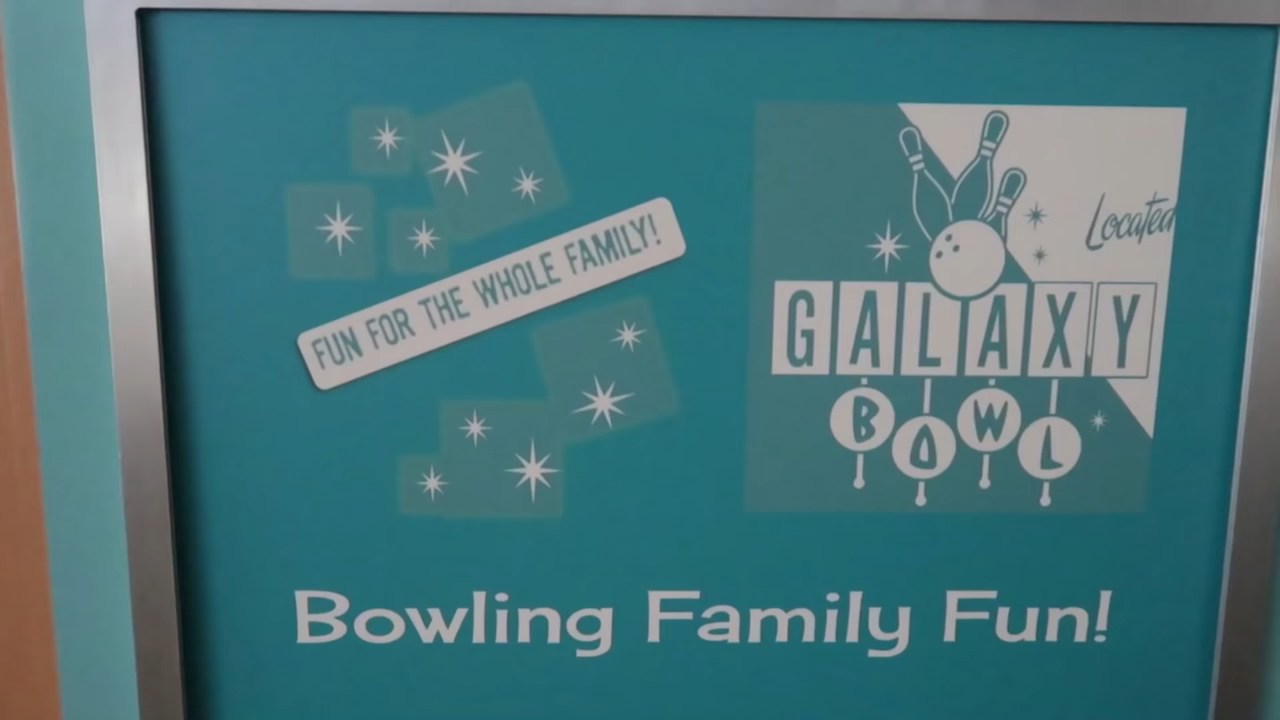 FUN FOR THE WHOLE FAMILY!
Located
GALAXY
BOWL
Bowling Family Fun!